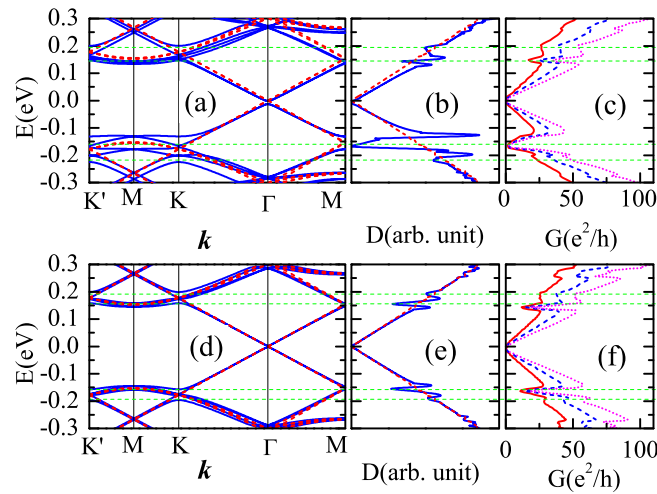 0.3
0.2
0.1
0.0
-0.1
-0.2
-0.3
E(eV)
(a) (b) (c)
K' M K Γ M 0 50 100
k D(arb. unit) G(e²/h)
0.3
0.2
0.1
0.0
-0.1
-0.2
-0.3
E(eV)
(d) (e) (f)
K' M K Γ M 0 50 100
k D(arb. unit) G(e²/h)